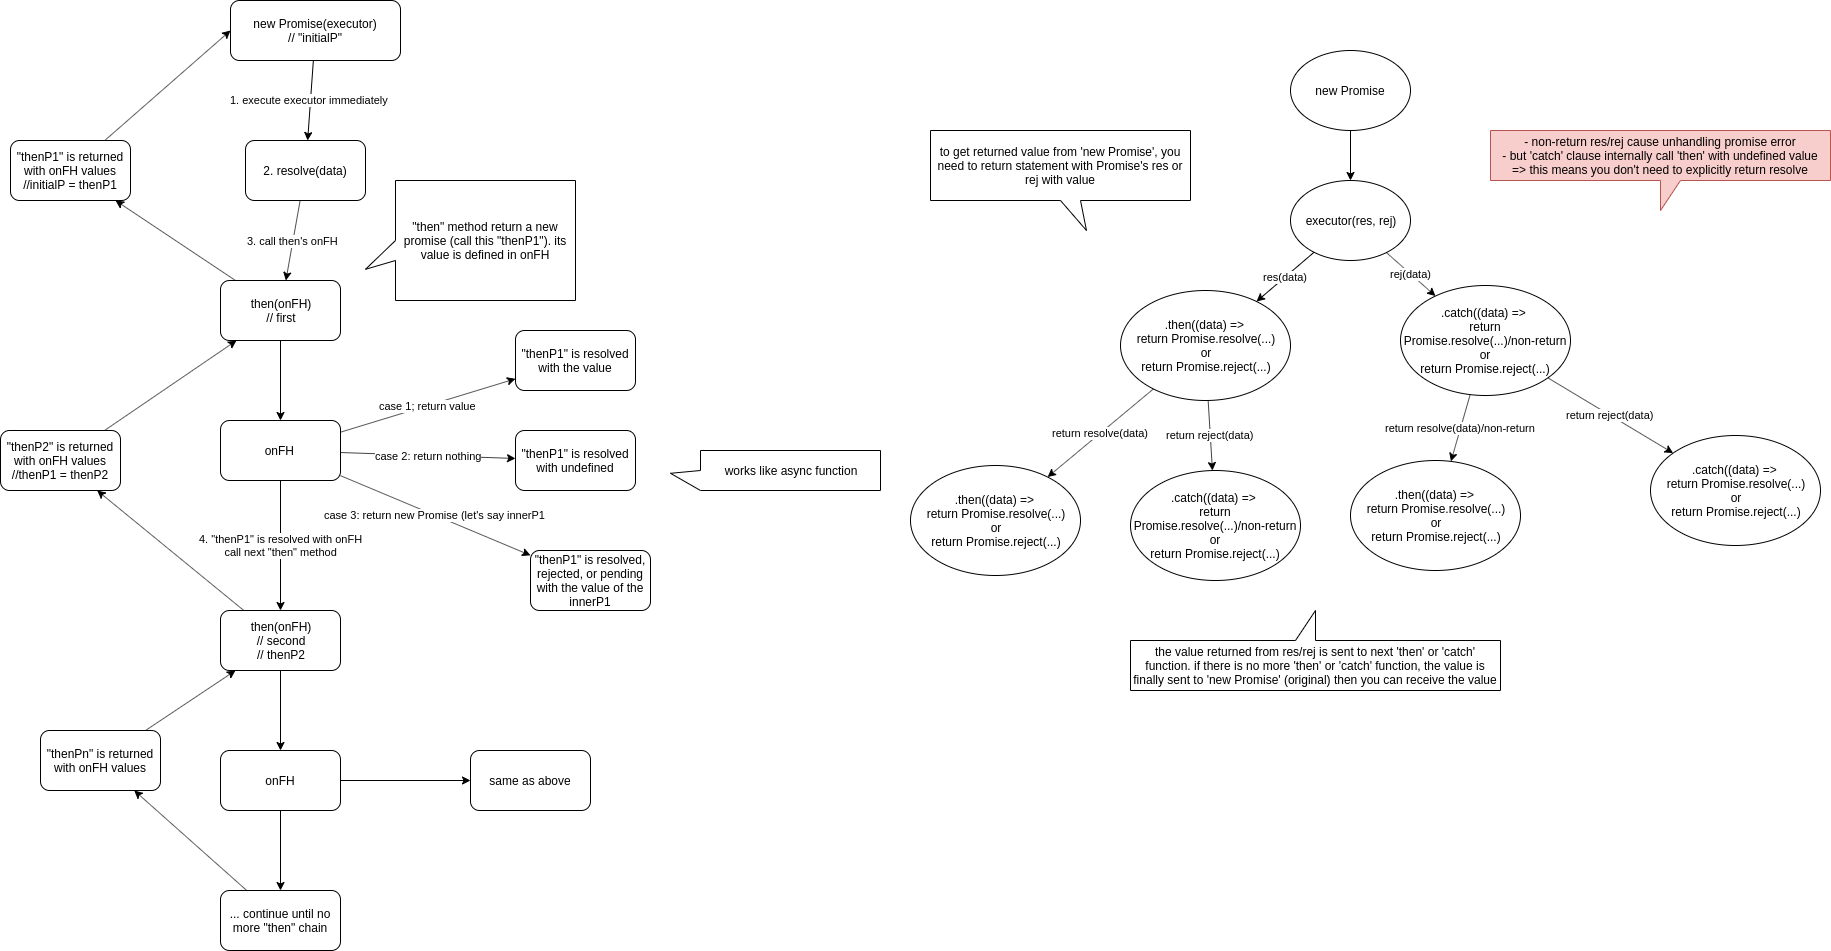 new Promise(executor)
// "initialP"
1. execute executor immediately
"thenP1" is returned
with onFH values
//initialP = thenP1
2. resolve(data)
3. call then's onFH
"then" method return a new
promise (call this "thenP1"). its
value is defined in onFH
then(onFH)
// first
"thenP1" is resolved
with the value
case 1; return value
onFH
case 2: return nothing
"thenP1" is resolved
with undefined
"thenP2" is returned
with onFH values
//thenP1 = thenP2
works like async function
case 3: return new Promise (let's say innerP1
4. "thenP1" is resolved with onFH
call next "then" method
"thenP1" is resolved,
rejected, or pending
with the value of the
innerP1
then(onFH)
// second
// thenP2
"thenPn" is returned
with onFH values
onFH
same as above
... continue until no
more "then" chain
new Promise
to get returned value from 'new Promise', you
need to return statement with Promise's res or
rej with value
- non-return res/rej cause unhandling promise error
- but 'catch' clause internally call 'then' with undefined value
=> this means you don't need to explicitly return resolve
executor(res, rej)
res(data)
rej(data)
.then((data) =>
return Promise.resolve(...)
or
return Promise.reject(...)
.catch((data) =>
return
Promise.resolve(...)/non-return
or
return Promise.reject(...)
return resolve(data)
return reject(data)
return resolve(data)/non-return
return reject(data)
.then((data) =>
return Promise.resolve(...)
or
return Promise.reject(...)
.catch((data) =>
return
Promise.resolve(...)/non-return
or
return Promise.reject(...)
.then((data) =>
return Promise.resolve(...)
or
return Promise.reject(...)
.catch((data) =>
return Promise.resolve(...)
or
return Promise.reject(...)
the value returned from res/rej is sent to next 'then' or 'catch'
function. if there is no more 'then' or 'catch' function, the value is
finally sent to 'new Promise' (original) then you can receive the value